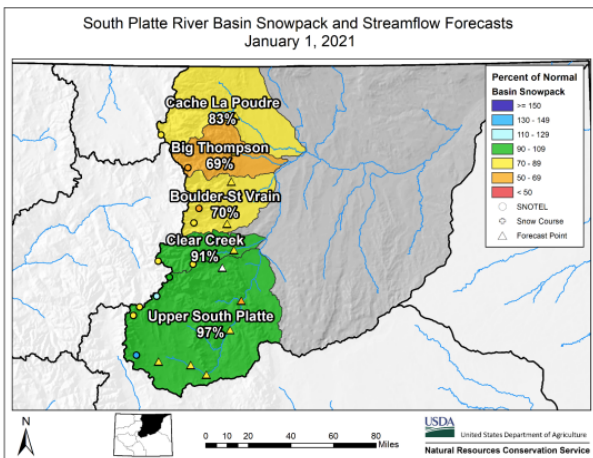 South Platte River Basin Snowpack and Streamflow Forecasts
January 1, 2021
Percent of Normal
Basin Snowpack
>= 150
130 - 149
110 - 129
90 - 109
70 - 89
50 - 69
< 50
SNOTEL
Snow Course
Forecast Point
Cache La Poudre
83%
Big Thompson
69%
Boulder-St Vrain
70%
Clear Creek
91%
Upper South Platte
97%
N
0 10 20 40 60 80
Miles
USDA
United States Department of Agriculture
Natural Resources Conservation Service